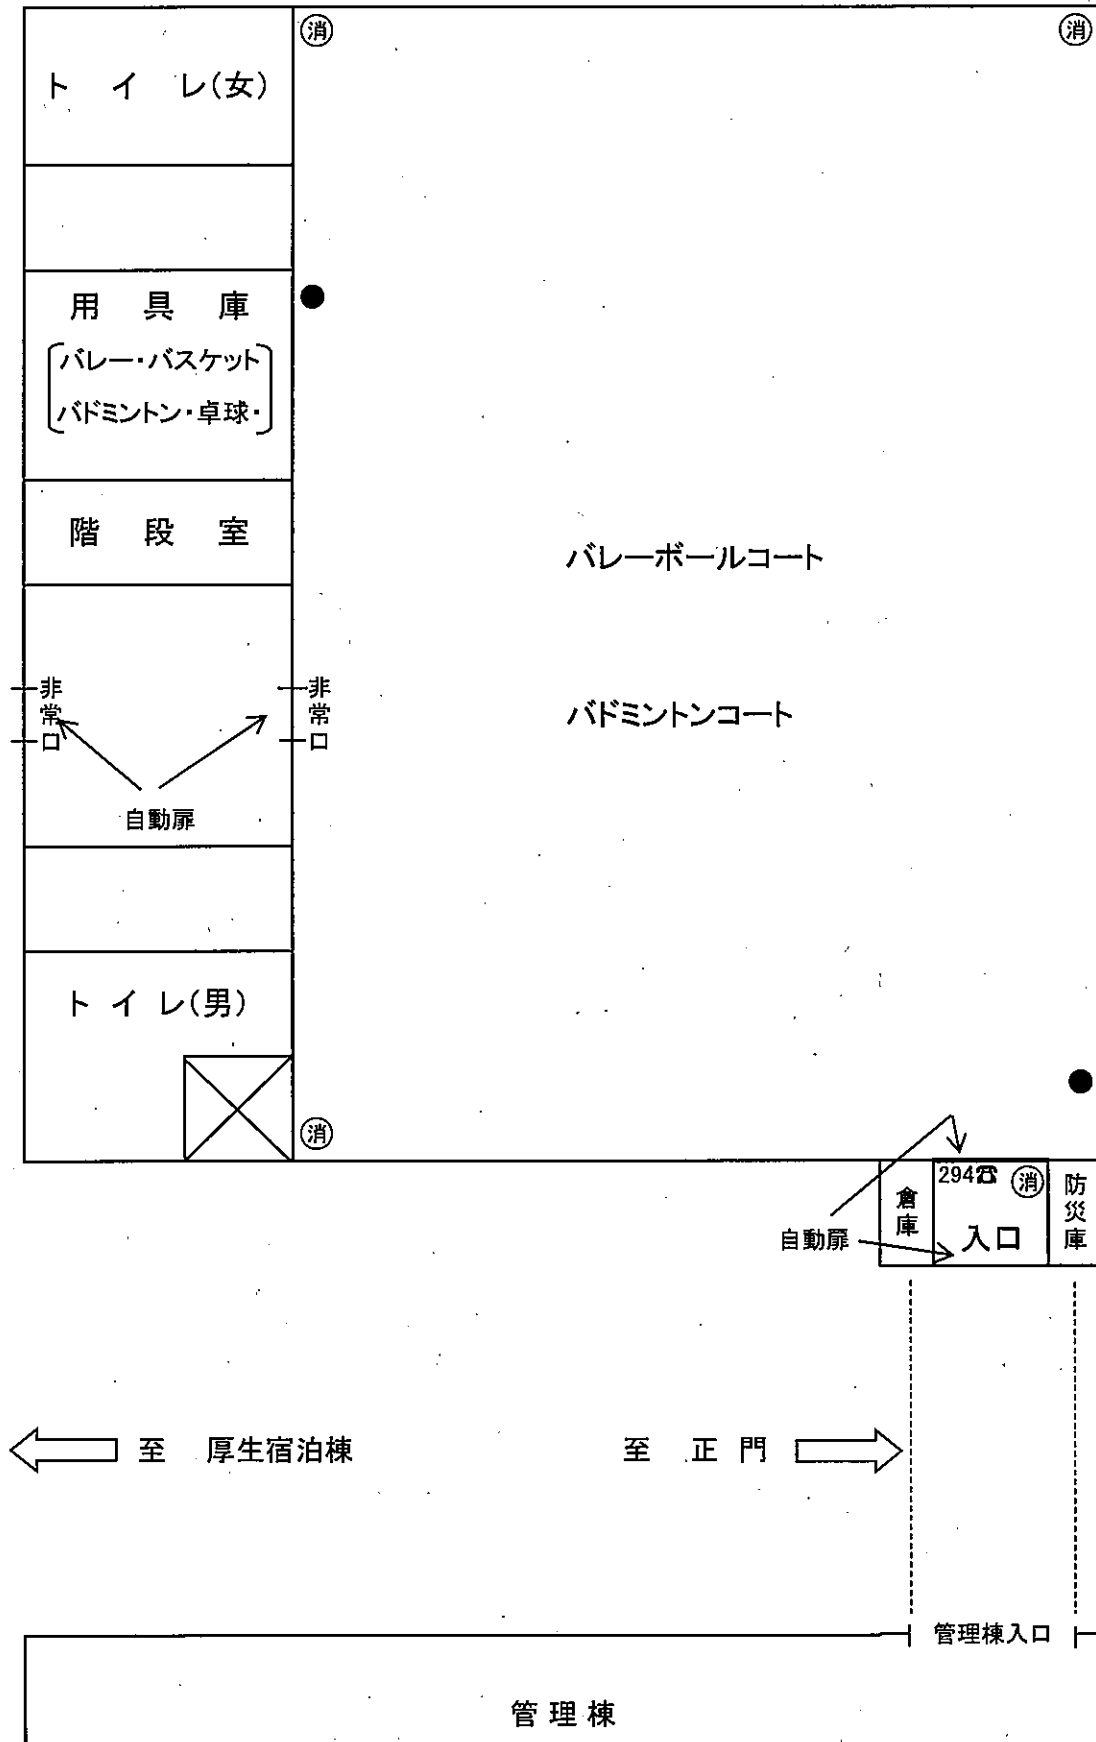 消 消
トイレ(女)
用具庫
バレー・バスケット
バドミントン・卓球・
階段室
バレーボールコート
非常口 非常口
バドミントンコート
自動扉
トイレ(男)
消
294☎ 消
倉庫
入口
防災庫
自動扉
至 厚生宿泊棟
至 正門
管理棟入口
管理棟